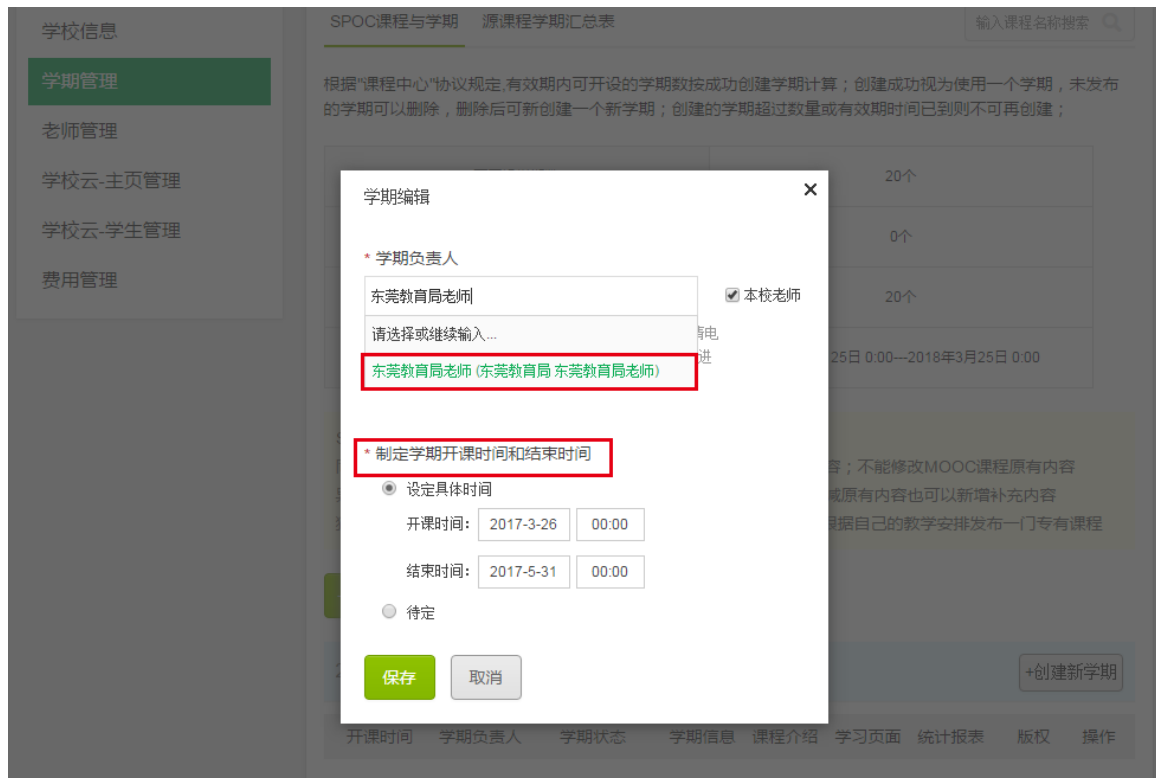 学校信息
学期管理
老师管理
学校云-主页管理
学校云-学生管理
费用管理
SPOC课程与学期 源课程学期汇总表
输入课程名称搜索
根据"课程中心"协议规定,有效期内可开设的学期数按成功创建学期计算；创建成功视为使用一个学期，未发布
的学期可以删除，删除后可新创建一个新学期；创建的学期超过数量或有效期时间已到则不可再创建；
20个
0个
20个
25日 0:00---2018年3月25日 0:00
学期编辑
* 学期负责人
东莞教育局老师
本校老师
请选择或继续输入...
东莞教育局老师 (东莞教育局 东莞教育局老师)
* 制定学期开课时间和结束时间
设定具体时间
开课时间： 2017-3-26 00:00
结束时间： 2017-5-31 00:00
待定
保存 取消
电
进
容；不能修改MOOC课程原有内容
减原有内容也可以新增补充内容
根据自己的教学安排发布一门专有课程
+创建新学期
开课时间 学期负责人 学期状态 学期信息 课程介绍 学习页面 统计报表 版权 操作